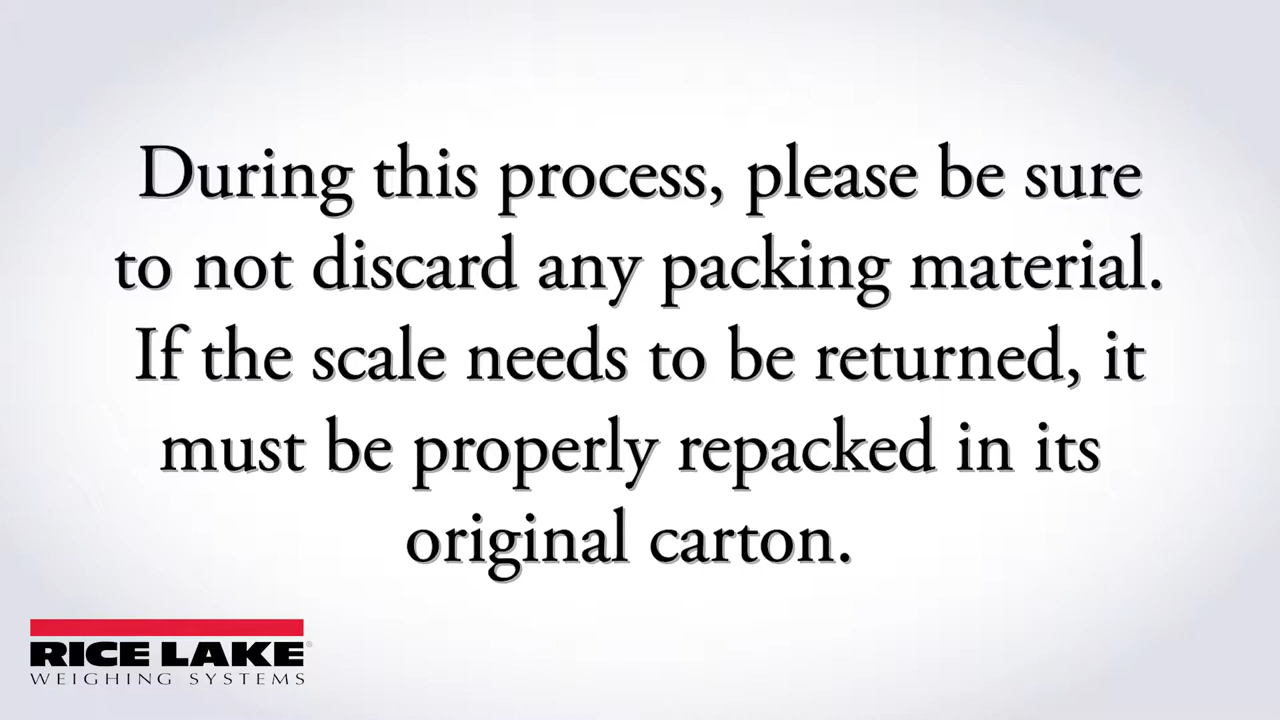 During this process, please be sure
to not discard any packing material.
If the scale needs to be returned, it
must be properly repacked in its
original carton.
RICE LAKE®
WEIGHING SYSTEMS